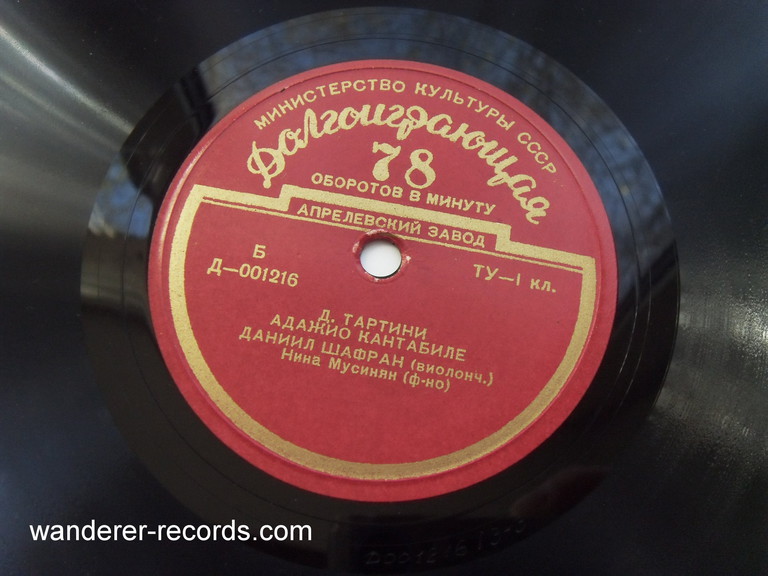 МИНИСТЕРСТВО КУЛЬТУРЫ СССР
Долгоиграющая
78
ОБОРОТОВ В МИНУТУ
АПРЕЛЕВСКИЙ ЗАВОД
Б
Д—001216
ТУ—1 кл.
Д. ТАРТИНИ
АДАЖИО КАНТАБИЛЕ
ДАНИИЛ ШАФРАН (виолонч.)
Нина Мусинян (ф-но)
wanderer-records.com